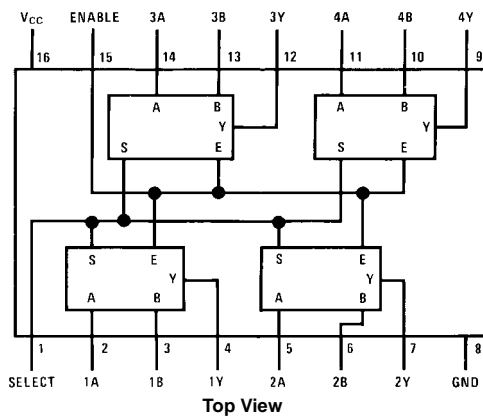 VCC ENABLE 3A 3B 3Y 4A 4B 4Y
16 15 14 13 12 11 10 9
A B A B
Y Y
S E S E
S E S E
Y Y
A B A B
1 2 3 4 5 6 7 8
SELECT 1A 1B 1Y 2A 2B 2Y GND
Top View